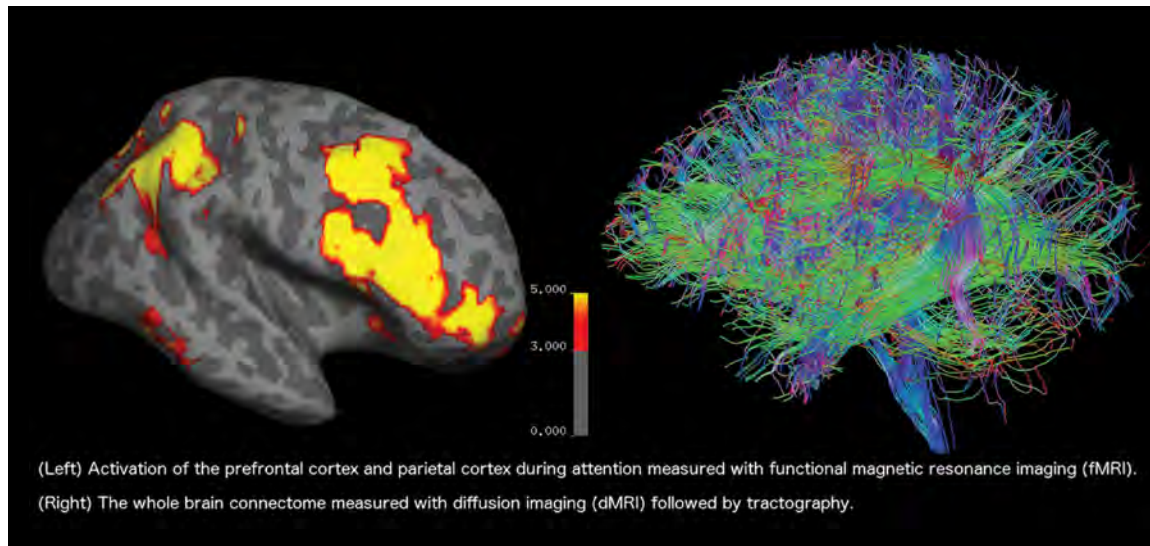 5.000
3.000
0.000
(Left) Activation of the prefrontal cortex and parietal cortex during attention measured with functional magnetic resonance imaging (fMRI).
(Right) The whole brain connectome measured with diffusion imaging (dMRI) followed by tractography.